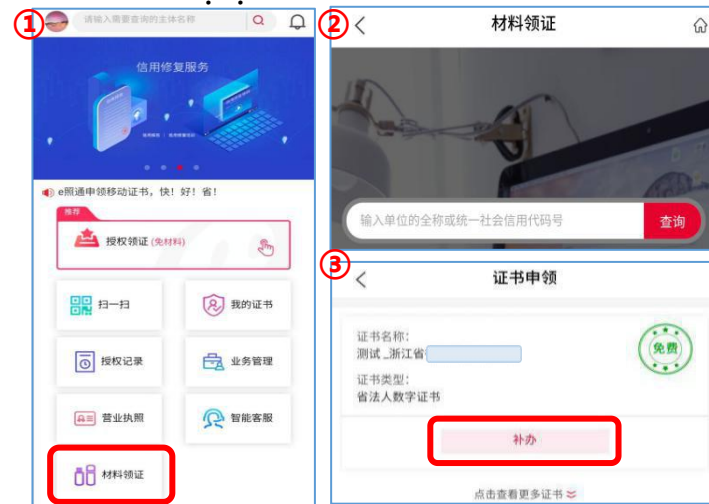 ①
请输入需要查询的主体名称
信用修复服务
e照通申领移动证书，快！好！省！
推荐
授权领证 (免材料)
扫一扫
我的证书
授权记录
业务管理
营业执照
智能客服
材料领证
②
材料领证
输入单位的全称或统一社会信用代码号
查询
③
证书申领
证书名称：
测试_浙江省
免费
证书类型：
省法人数字证书
补办
点击查看更多证书